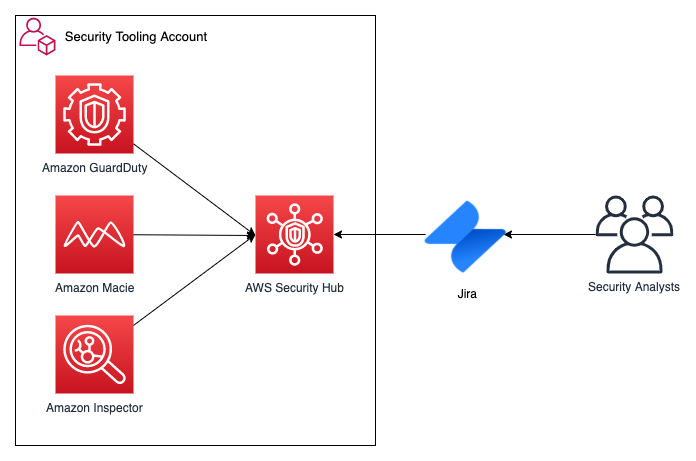 Security Tooling Account
Amazon GuardDuty
Amazon Macie
AWS Security Hub
Jira
Security Analysts
Amazon Inspector